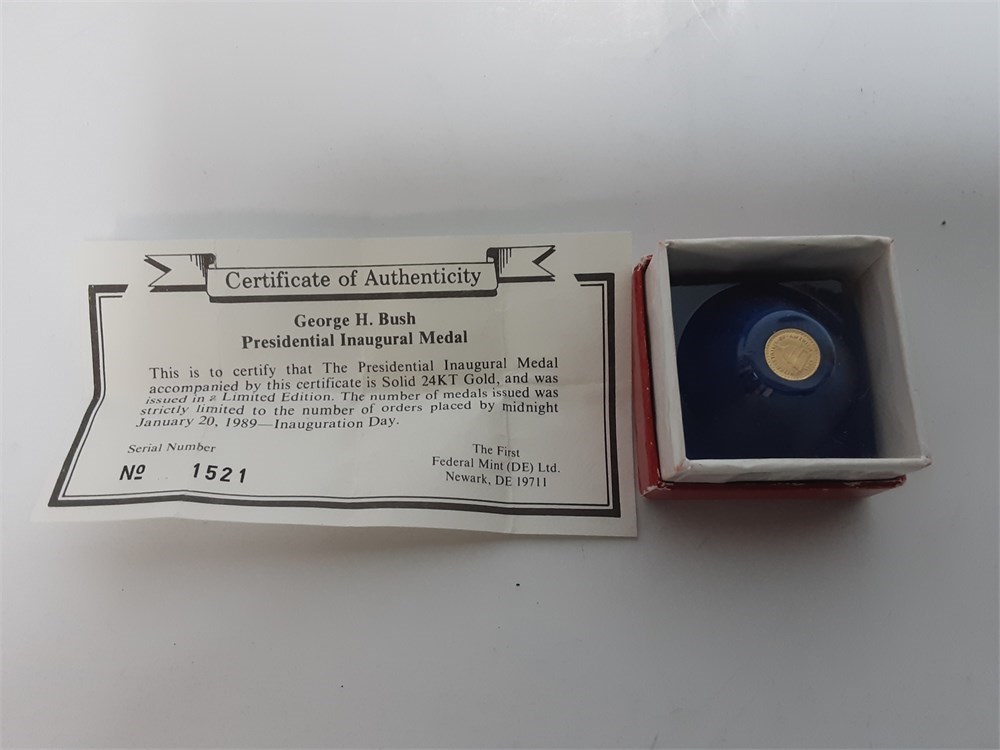 Certificate of Authenticity
George H. Bush
Presidential Inaugural Medal
This is to certify that The Presidential Inaugural Medal
accompanied by this certificate is Solid 24KT Gold, and was
issued in a Limited Edition. The number of medals issued was
strictly limited to the number of orders placed by midnight
January 20, 1989—Inauguration Day.
Serial Number
№ 1521
The First
Federal Mint (DE) Ltd.
Newark, DE 19711